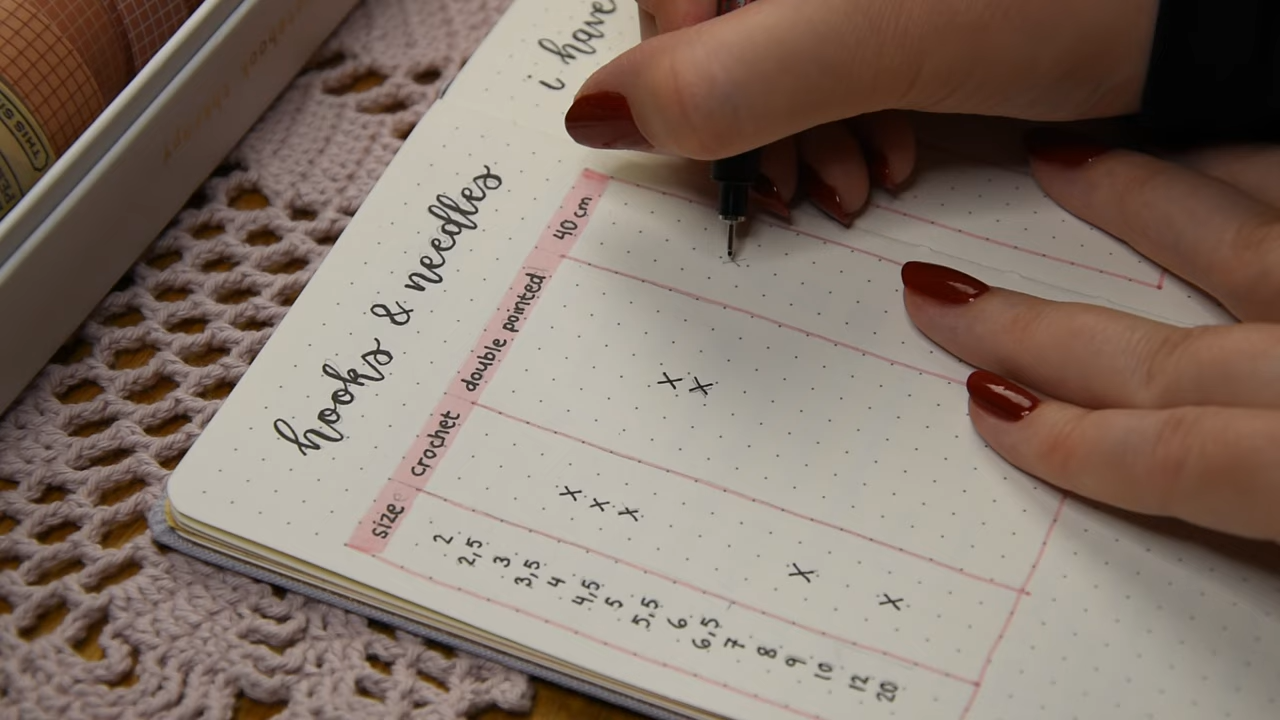 i have
hooks & needles
size crochet double pointed 40 cm
2
2,5
3
3,5 x
4 x x
4,5 x x
5
5,5
6
6,5
7
8 x
9
10
12 x
20
THIS